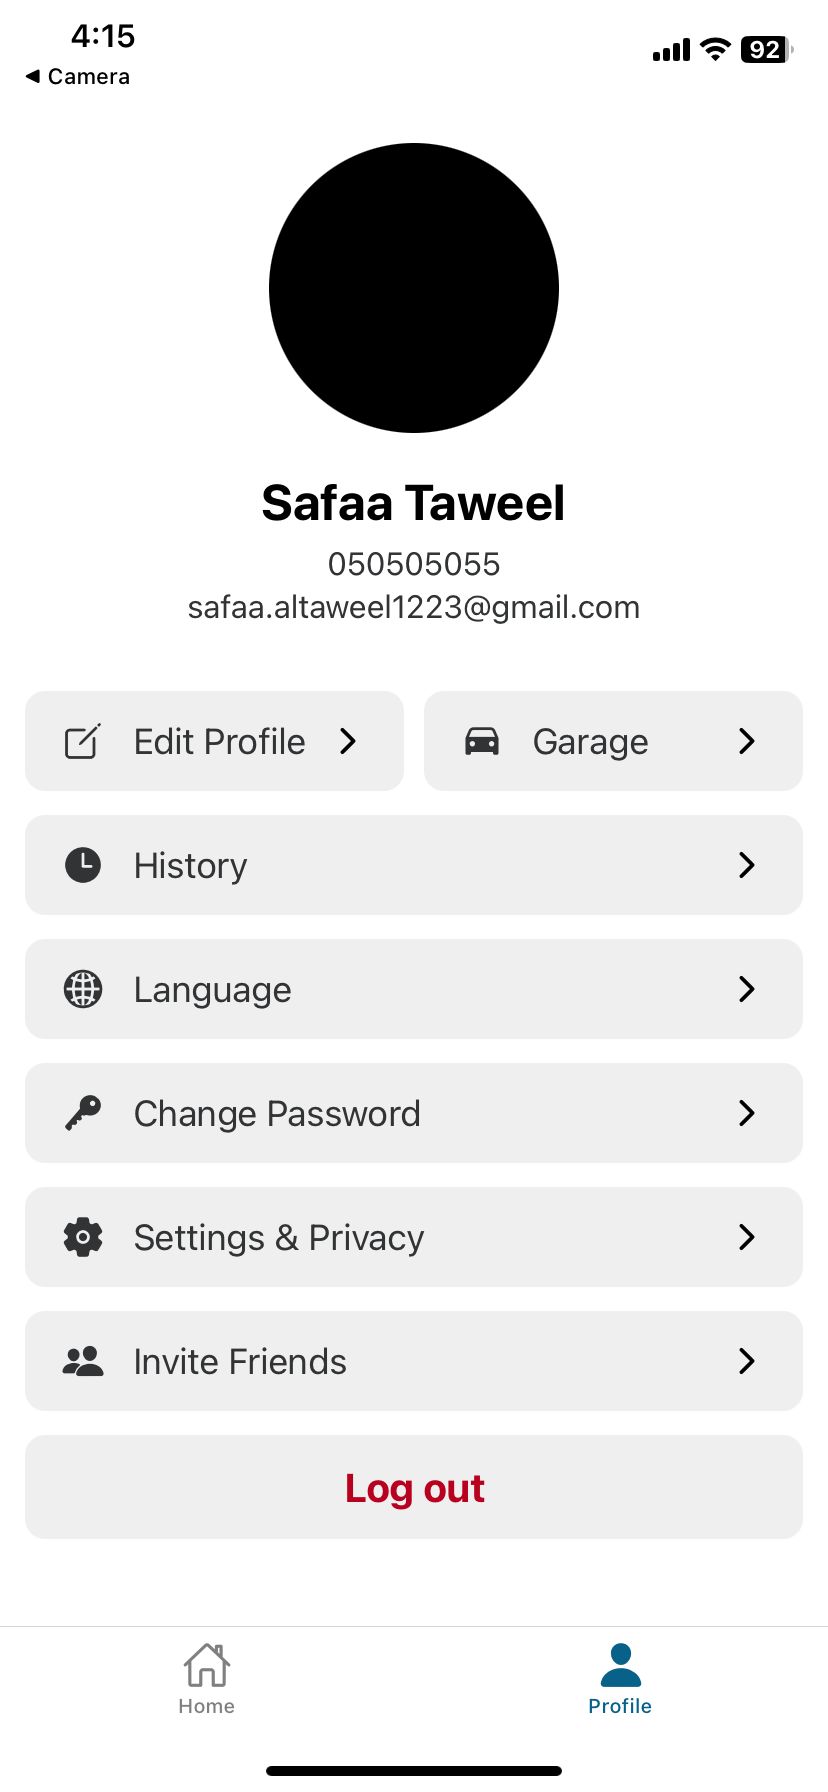 4:15
92
◀ Camera
Safaa Taweel
050505055
safaa.altaweel1223@gmail.com
Edit Profile
Garage
History
Language
Change Password
Settings & Privacy
Invite Friends
Log out
Home
Profile